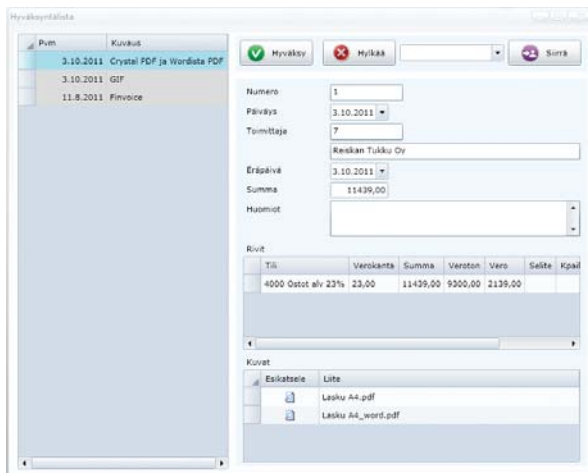 Hyväksyntälista
Pvm Kuvaus
3.10.2011 Crystal PDF ja Wordista PDF
3.10.2011 GIF
11.8.2011 Finvoice
Hyväksy Hylkää Siirrä
Numero 1
Päiväys 3.10.2011
Toimittaja 7
Reiskan Tukku Oy
Eräpäivä 3.10.2011
Summa 11439,00
Huomiot
Rivit
Tili Verokanta Summa Veroton Vero Selite Kpail
4000 Ostot alv 23% 23,00 11439,00 9300,00 2139,00
Kuvat
Esikatsele Liite
Lasku A4.pdf
Lasku A4_word.pdf